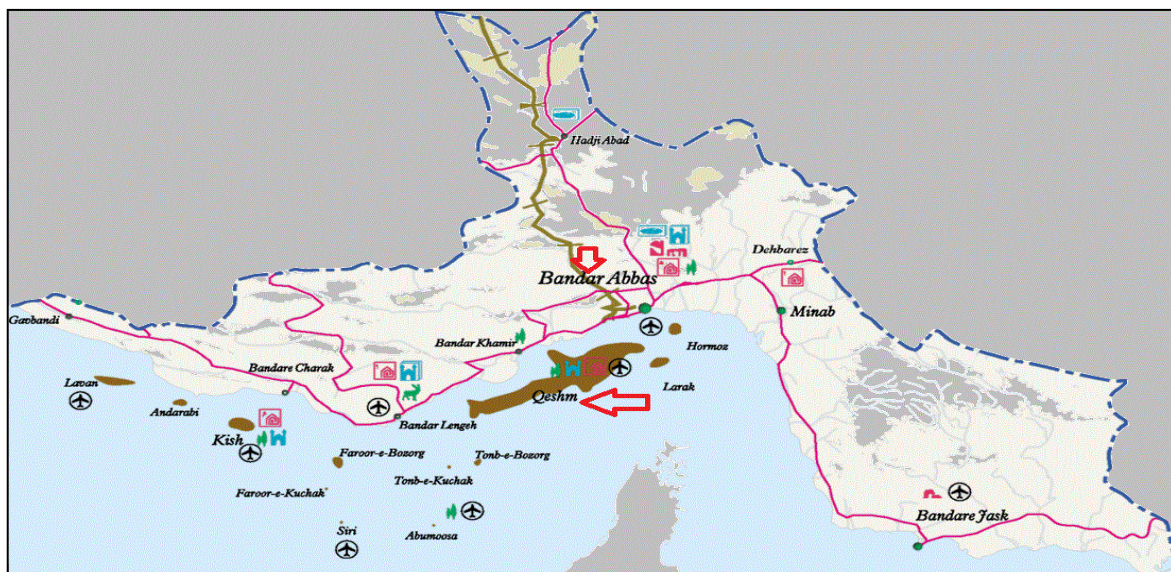 Hadji Abad
Dehbarez
Bandar Abbas
Minab
Gavbandi
Bandar Khamir
Hormoz
Bandare Charak
Larak
Lavan
Qeshm
Andarabi
Bandar Lengeh
Kish
Faroor-e-Bozorg
Tonb-e-Bozorg
Tonb-e-Kuchak
Faroor-e-Kuchak
Bandare Jask
Siri
Abumoosa